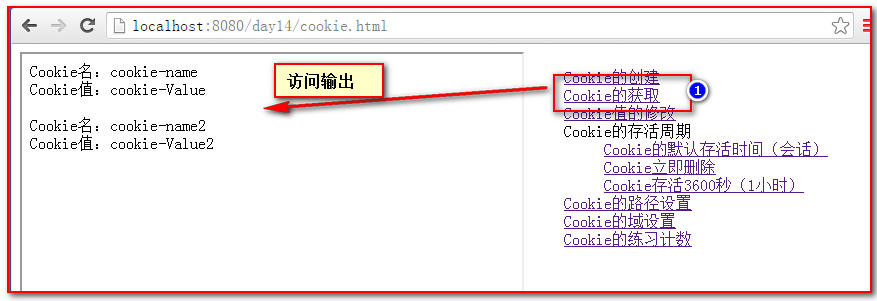 localhost:8080/day14/cookie.html
Cookie名：cookie-name
Cookie值：cookie-Value
Cookie名：cookie-name2
Cookie值：cookie-Value2
访问输出
Cookie的创建
Cookie的获取
1
Cookie值的修改
Cookie的存活周期
Cookie的默认存活时间（会话）
Cookie立即删除
Cookie存活3600秒（1小时）
Cookie的路径设置
Cookie的域设置
Cookie的练习计数